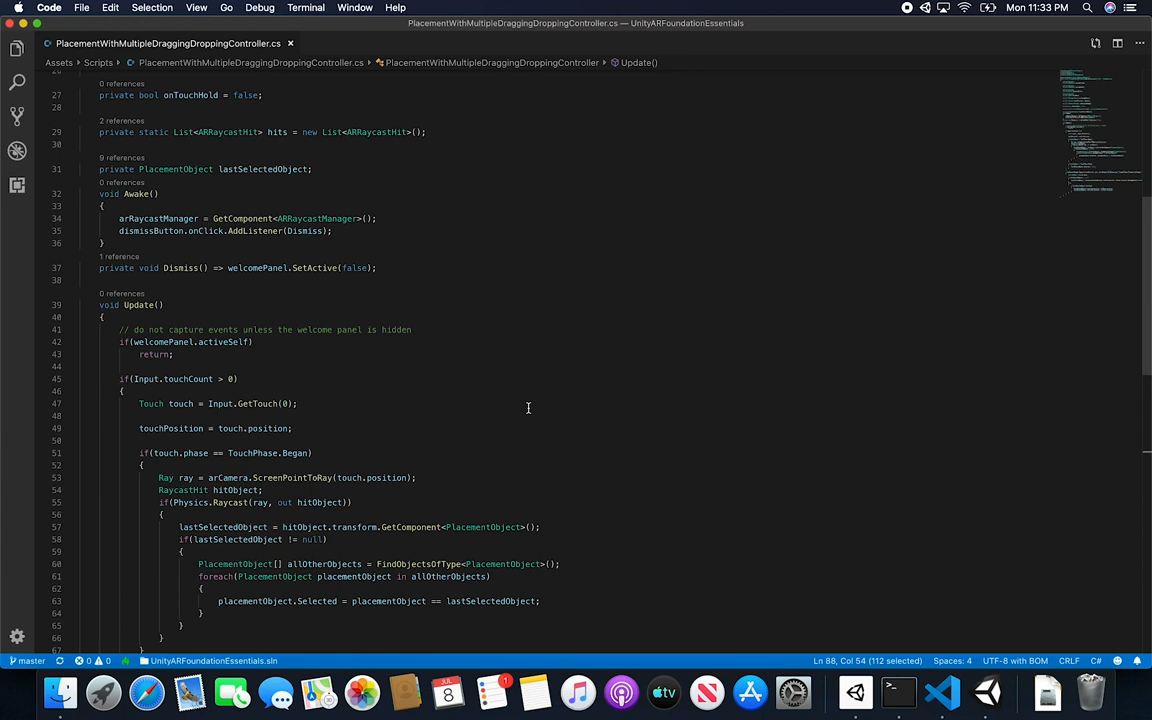 Code File Edit Selection View Go Debug Terminal Window Help Mon 11:33 PM
PlacementWithMultipleDraggingDroppingController.cs — UnityARFoundationEssentials
PlacementWithMultipleDraggingDroppingController.cs
Assets Scripts PlacementWithMultipleDraggingDroppingController.cs PlacementWithMultipleDraggingDroppingController Update()
0 references
27 private bool onTouchHold = false;
28
2 references
29 private static List<ARRaycastHit> hits = new List<ARRaycastHit>();
30
9 references
31 private PlacementObject lastSelectedObject;
0 references
32 void Awake()
33 {
34 arRaycastManager = GetComponent<ARRaycastManager>();
35 dismissButton.onClick.AddListener(Dismiss);
36 }
1 reference
37 private void Dismiss() => welcomePanel.SetActive(false);
38
0 references
39 void Update()
40 {
41 // do not capture events unless the welcome panel is hidden
42 if(welcomePanel.activeSelf)
43 return;
44
45 if(Input.touchCount > 0)
46 {
47 Touch touch = Input.GetTouch(0);
48
49 touchPosition = touch.position;
50
51 if(touch.phase == TouchPhase.Began)
52 {
53 Ray ray = arCamera.ScreenPointToRay(touch.position);
54 RaycastHit hitObject;
55 if(Physics.Raycast(ray, out hitObject))
56 {
57 lastSelectedObject = hitObject.transform.GetComponent<PlacementObject>();
58 if(lastSelectedObject != null)
59 {
60 PlacementObject[] allOtherObjects = FindObjectsOfType<PlacementObject>();
61 foreach(PlacementObject placementObject in allOtherObjects)
62 {
63 placementObject.Selected = placementObject == lastSelectedObject;
64 }
65 }
66 }
67 }
master 0 0 UnityARFoundationEssentials.sln Ln 88, Col 54 (112 selected) Spaces: 4 UTF-8 with BOM CRLF C#
JUL
8
1
tv